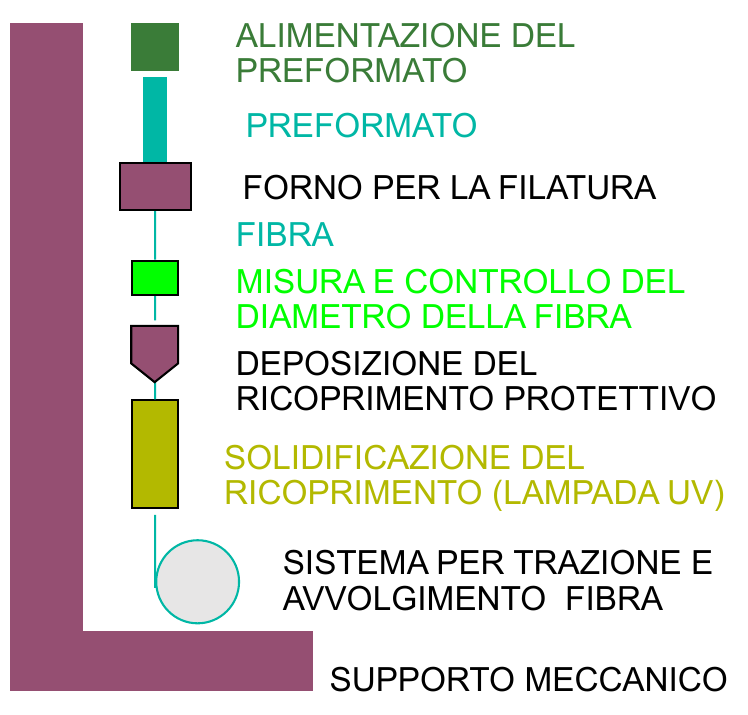 ALIMENTAZIONE DEL
PREFORMATO
PREFORMATO
FORNO PER LA FILATURA
FIBRA
MISURA E CONTROLLO DEL
DIAMETRO DELLA FIBRA
DEPOSIZIONE DEL
RICOPRIMENTO PROTETTIVO
SOLIDIFICAZIONE DEL
RICOPRIMENTO (LAMPADA UV)
SISTEMA PER TRAZIONE E
AVVOLGIMENTO  FIBRA
SUPPORTO MECCANICO